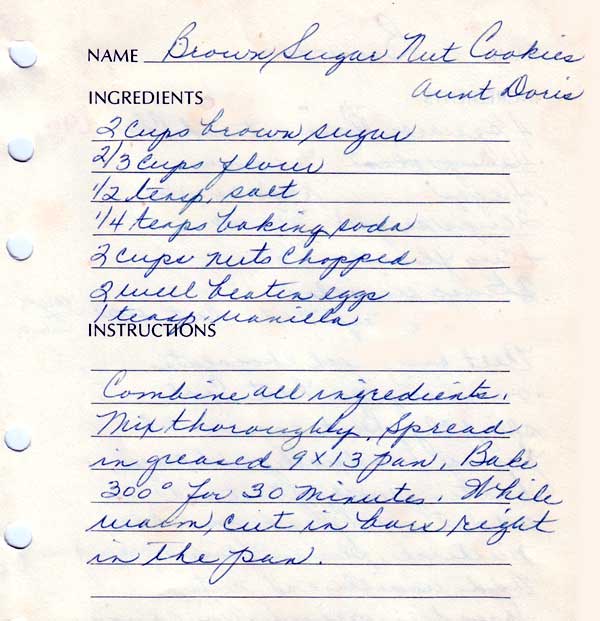 NAME Brown Sugar Nut Cookies
Aunt Doris
INGREDIENTS
2 cups brown sugar
2/3 cups flour
1/2 teasp. salt
1/4 teasps baking soda
2 cups nuts chopped
2 well beaten eggs
1 teasp. vanilla
INSTRUCTIONS
Combine all ingredients.
Mix thoroughly. Spread
in greased 9x13 pan. Bake
300° for 30 minutes. While
warm, cut in bars right
in the pan.